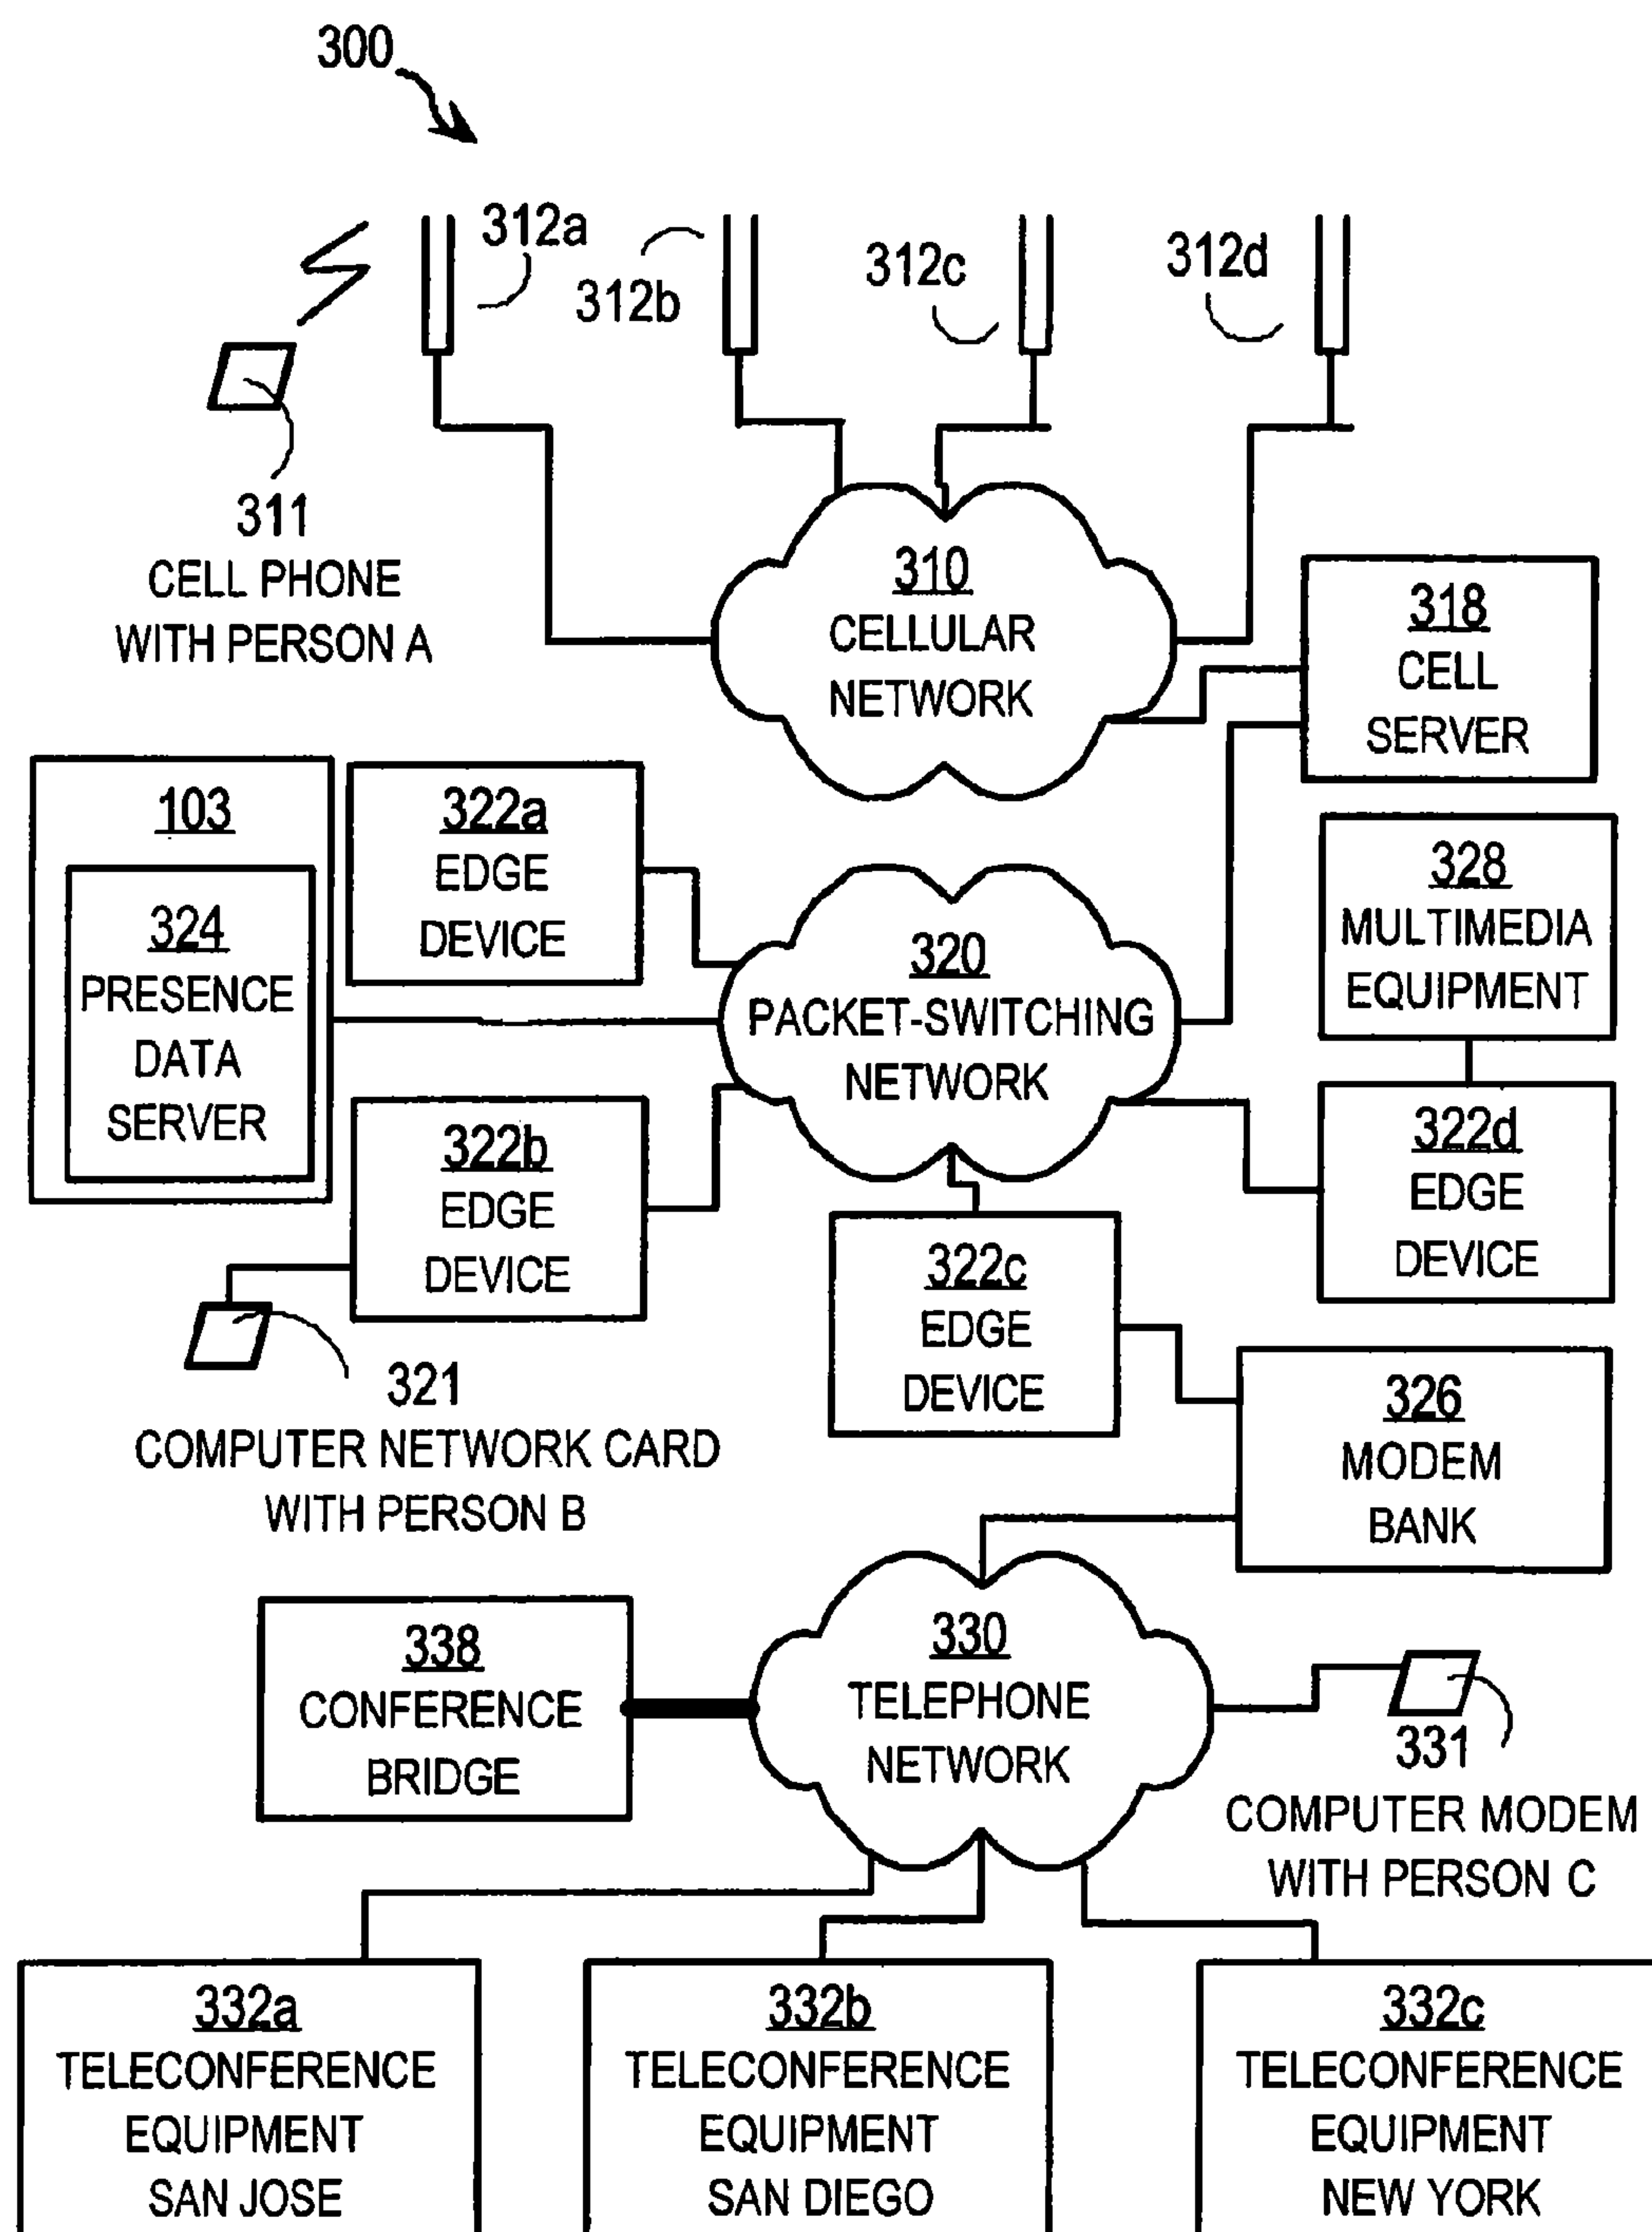 300
312a
312b
312c
312d
311
CELL PHONE
WITH PERSON A
310
CELLULAR
NETWORK
318
CELL
SERVER
103
324
PRESENCE
DATA
SERVER
322a
EDGE
DEVICE
320
PACKET-SWITCHING
NETWORK
328
MULTIMEDIA
EQUIPMENT
322b
EDGE
DEVICE
322d
EDGE
DEVICE
322c
EDGE
DEVICE
321
COMPUTER NETWORK CARD
WITH PERSON B
326
MODEM
BANK
338
CONFERENCE
BRIDGE
330
TELEPHONE
NETWORK
331
COMPUTER MODEM
WITH PERSON C
332a
TELECONFERENCE
EQUIPMENT
SAN JOSE
332b
TELECONFERENCE
EQUIPMENT
SAN DIEGO
332c
TELECONFERENCE
EQUIPMENT
NEW YORK